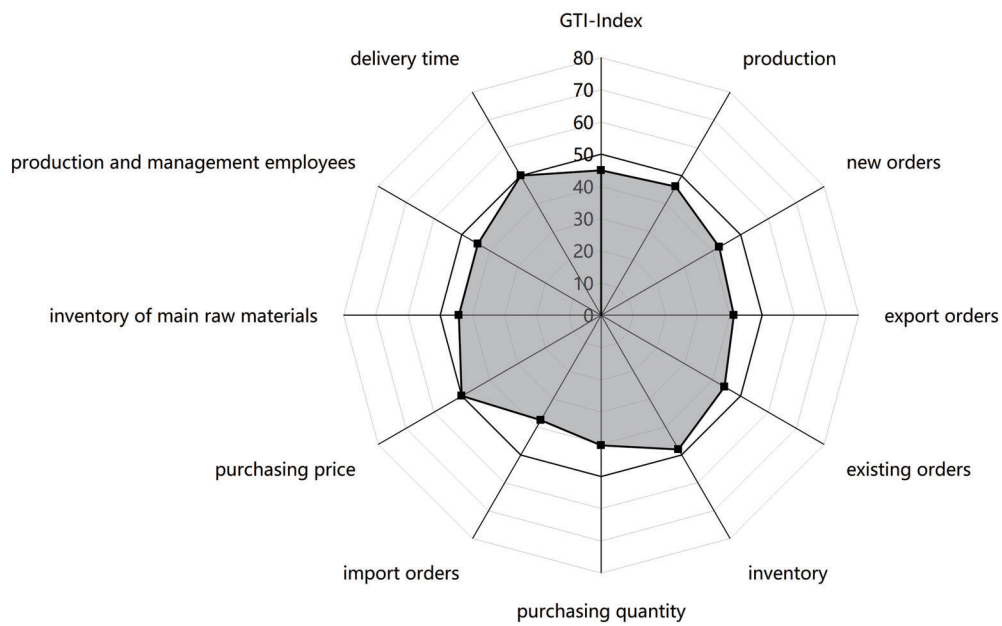 GTI-Index
delivery time
production
80
70
60
50
40
30
20
10
0
production and management employees
new orders
inventory of main raw materials
export orders
purchasing price
existing orders
import orders
inventory
purchasing quantity